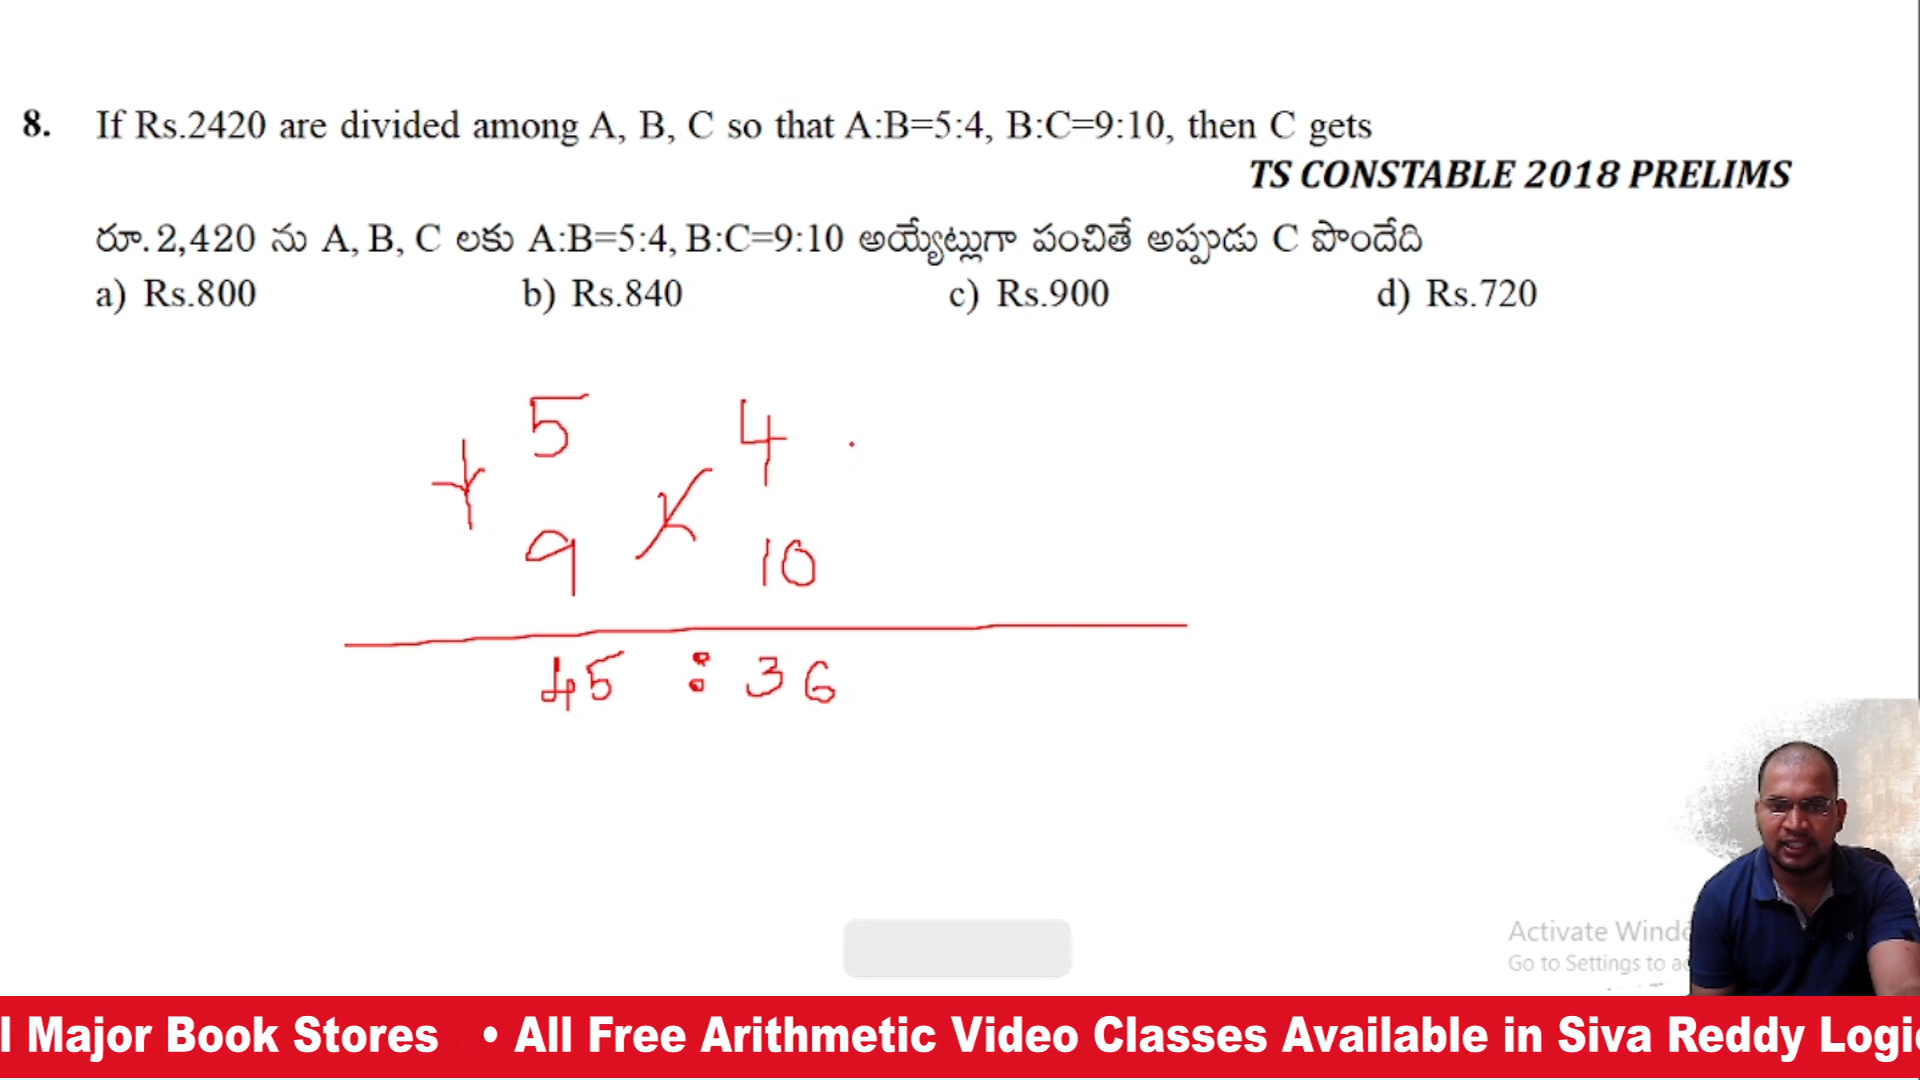 8. If Rs.2420 are divided among A, B, C so that A:B=5:4, B:C=9:10, then C gets
TS CONSTABLE 2018 PRELIMS
రూ.2,420 ను A, B, C లకు A:B=5:4, B:C=9:10 అయ్యేట్లుగా పంచితే అప్పుడు C పొందేది
a) Rs.800 b) Rs.840 c) Rs.900 d) Rs.720
5 4
9 10
45 : 36
Activate
Go to Settings to
l Major Book Stores • All Free Arithmetic Video Classes Available in Siva Reddy